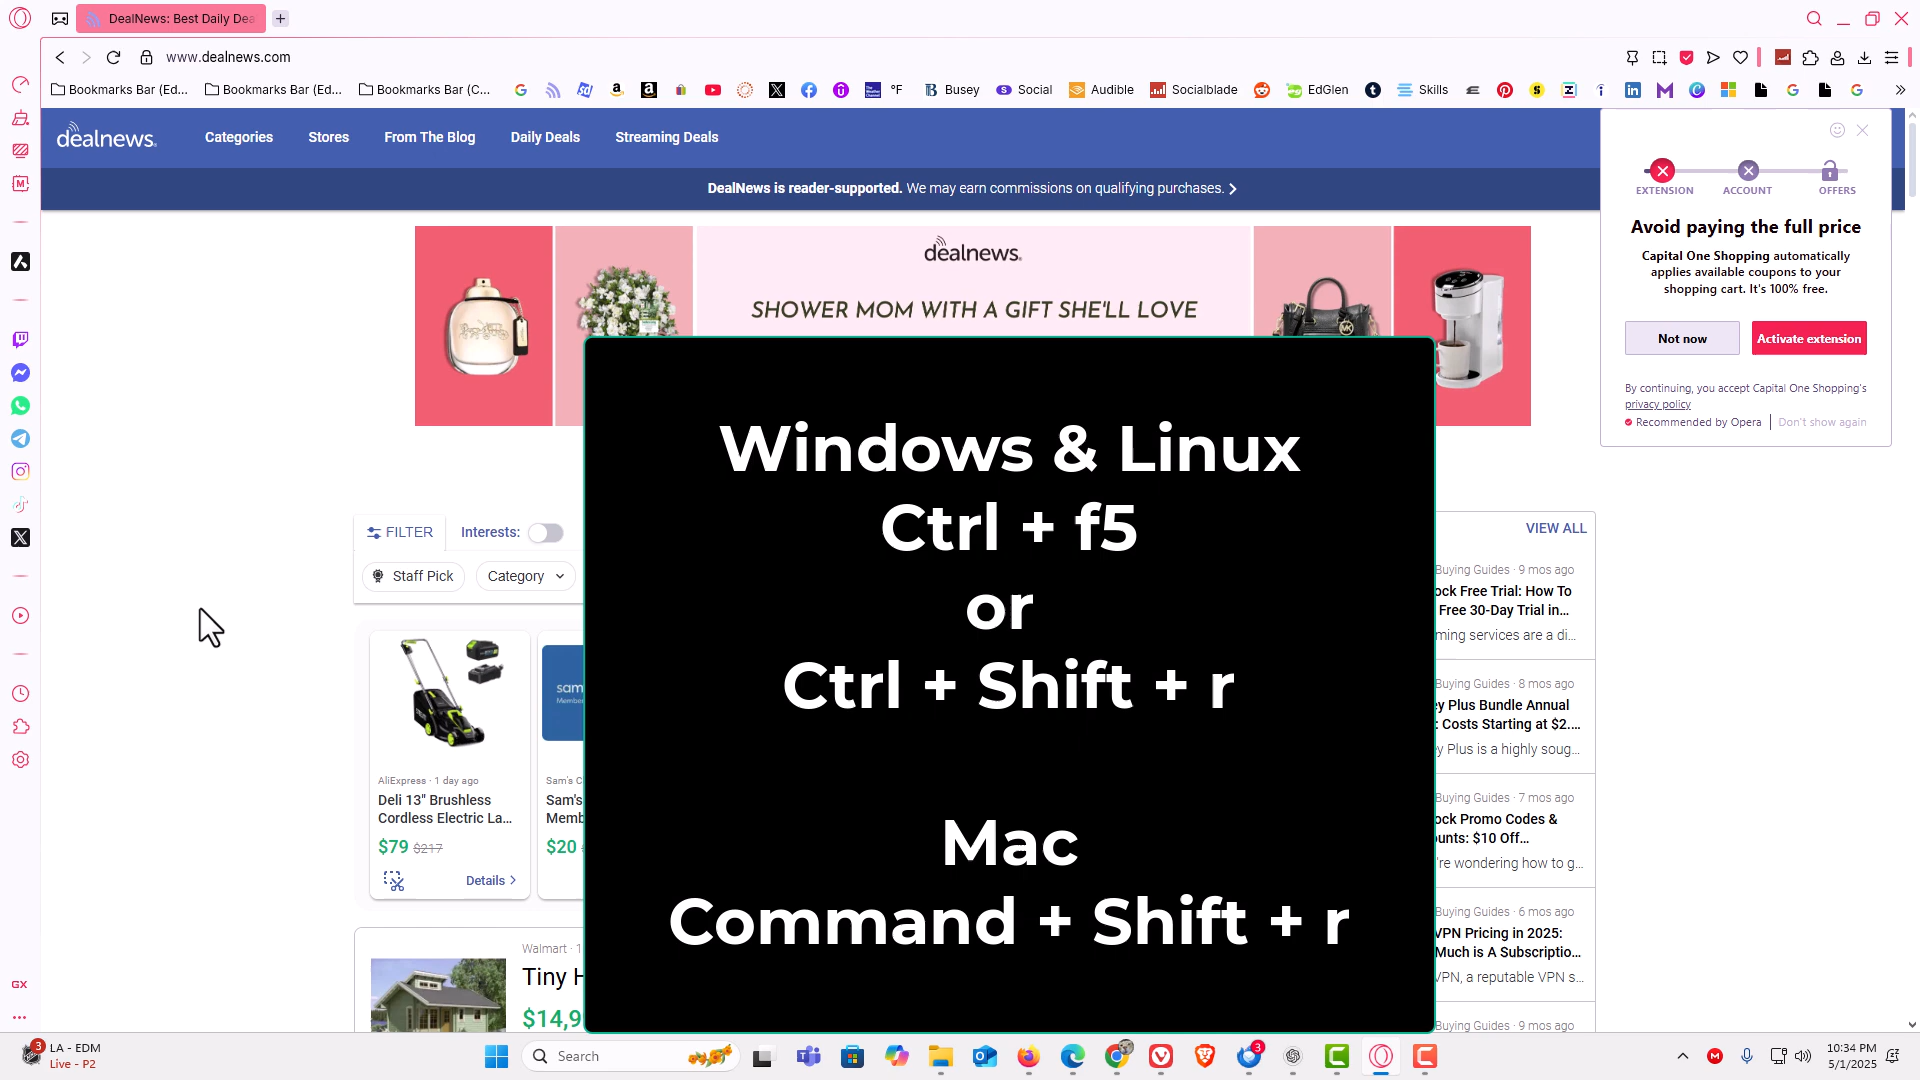 DealNews: Best Daily Dea
www.dealnews.com
Bookmarks Bar (Ed...
Bookmarks Bar (Ed...
Bookmarks Bar (C...
°F
Busey
Social
Audible
Socialblade
EdGlen
Skills
dealnews.
Categories
Stores
From The Blog
Daily Deals
Streaming Deals
DealNews is reader-supported. We may earn commissions on qualifying purchases.
EXTENSION
ACCOUNT
OFFERS
Avoid paying the full price
Capital One Shopping automatically
applies available coupons to your
shopping cart. It's 100% free.
Not now
Activate extension
By continuing, you accept Capital One Shopping's
privacy policy
Recommended by Opera
Don't show again
dealnews.
SHOWER MOM WITH A GIFT SHE'LL LOVE
Windows & Linux
Ctrl + f5
or
Ctrl + Shift + r
Mac
Command + Shift + r
FILTER
Interests:
Staff Pick
Category
AliExpress · 1 day ago
Deli 13" Brushless
Cordless Electric La...
$79 $217
Details
sam
Member
Sam's C
Sam's
Memb
$20
Walmart · 1
Tiny H
$14,9
VIEW ALL
Buying Guides · 9 mos ago
ock Free Trial: How To
Free 30-Day Trial in...
ming services are a di...
Buying Guides · 8 mos ago
ey Plus Bundle Annual
: Costs Starting at $2....
ey Plus is a highly soug...
Buying Guides · 7 mos ago
ock Promo Codes &
ounts: $10 Off...
're wondering how to g...
Buying Guides · 6 mos ago
VPN Pricing in 2025:
Much is A Subscriptio...
VPN, a reputable VPN s...
Buying Guides · 9 mos ago
GX
3
LA - EDM
Live - P2
Search
3
10:34 PM
5/1/2025